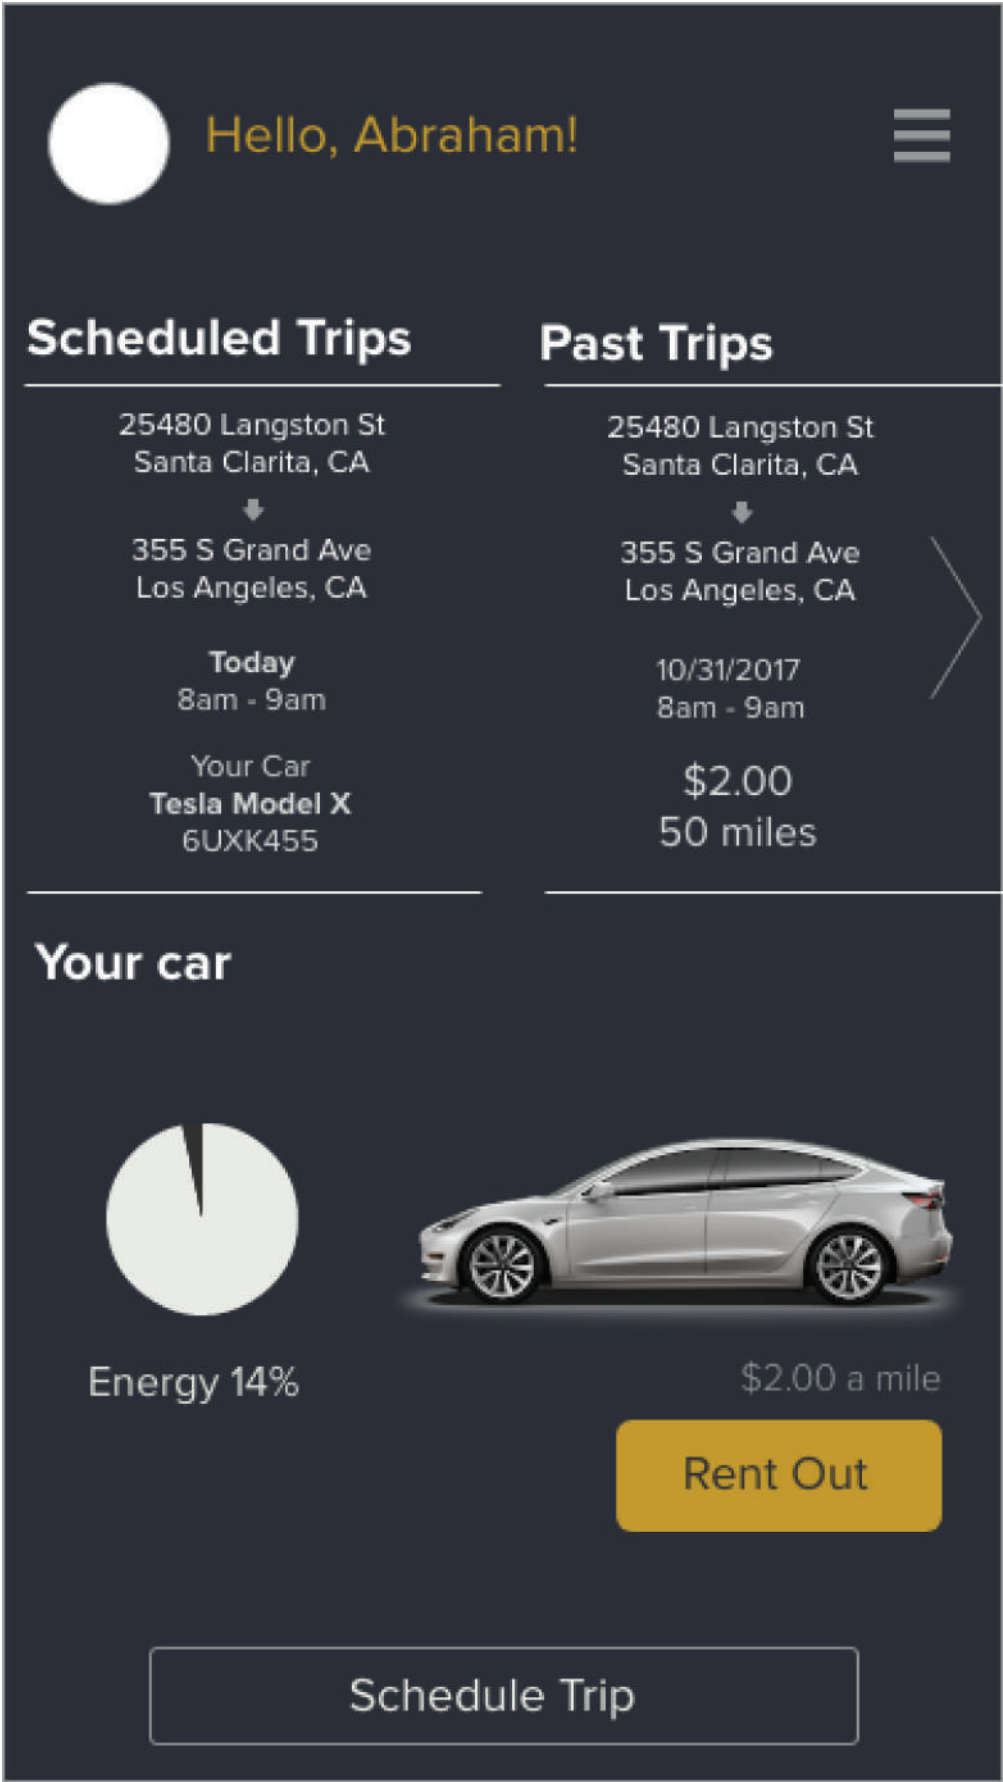 Hello, Abraham!
Scheduled Trips
25480 Langston St
Santa Clarita, CA
355 S Grand Ave
Los Angeles, CA
Today
8am - 9am
Your Car
Tesla Model X
6UXK455
Past Trips
25480 Langston St
Santa Clarita, CA
355 S Grand Ave
Los Angeles, CA
10/31/2017
8am - 9am
$2.00
50 miles
Your car
Energy 14%
$2.00 a mile
Rent Out
Schedule Trip